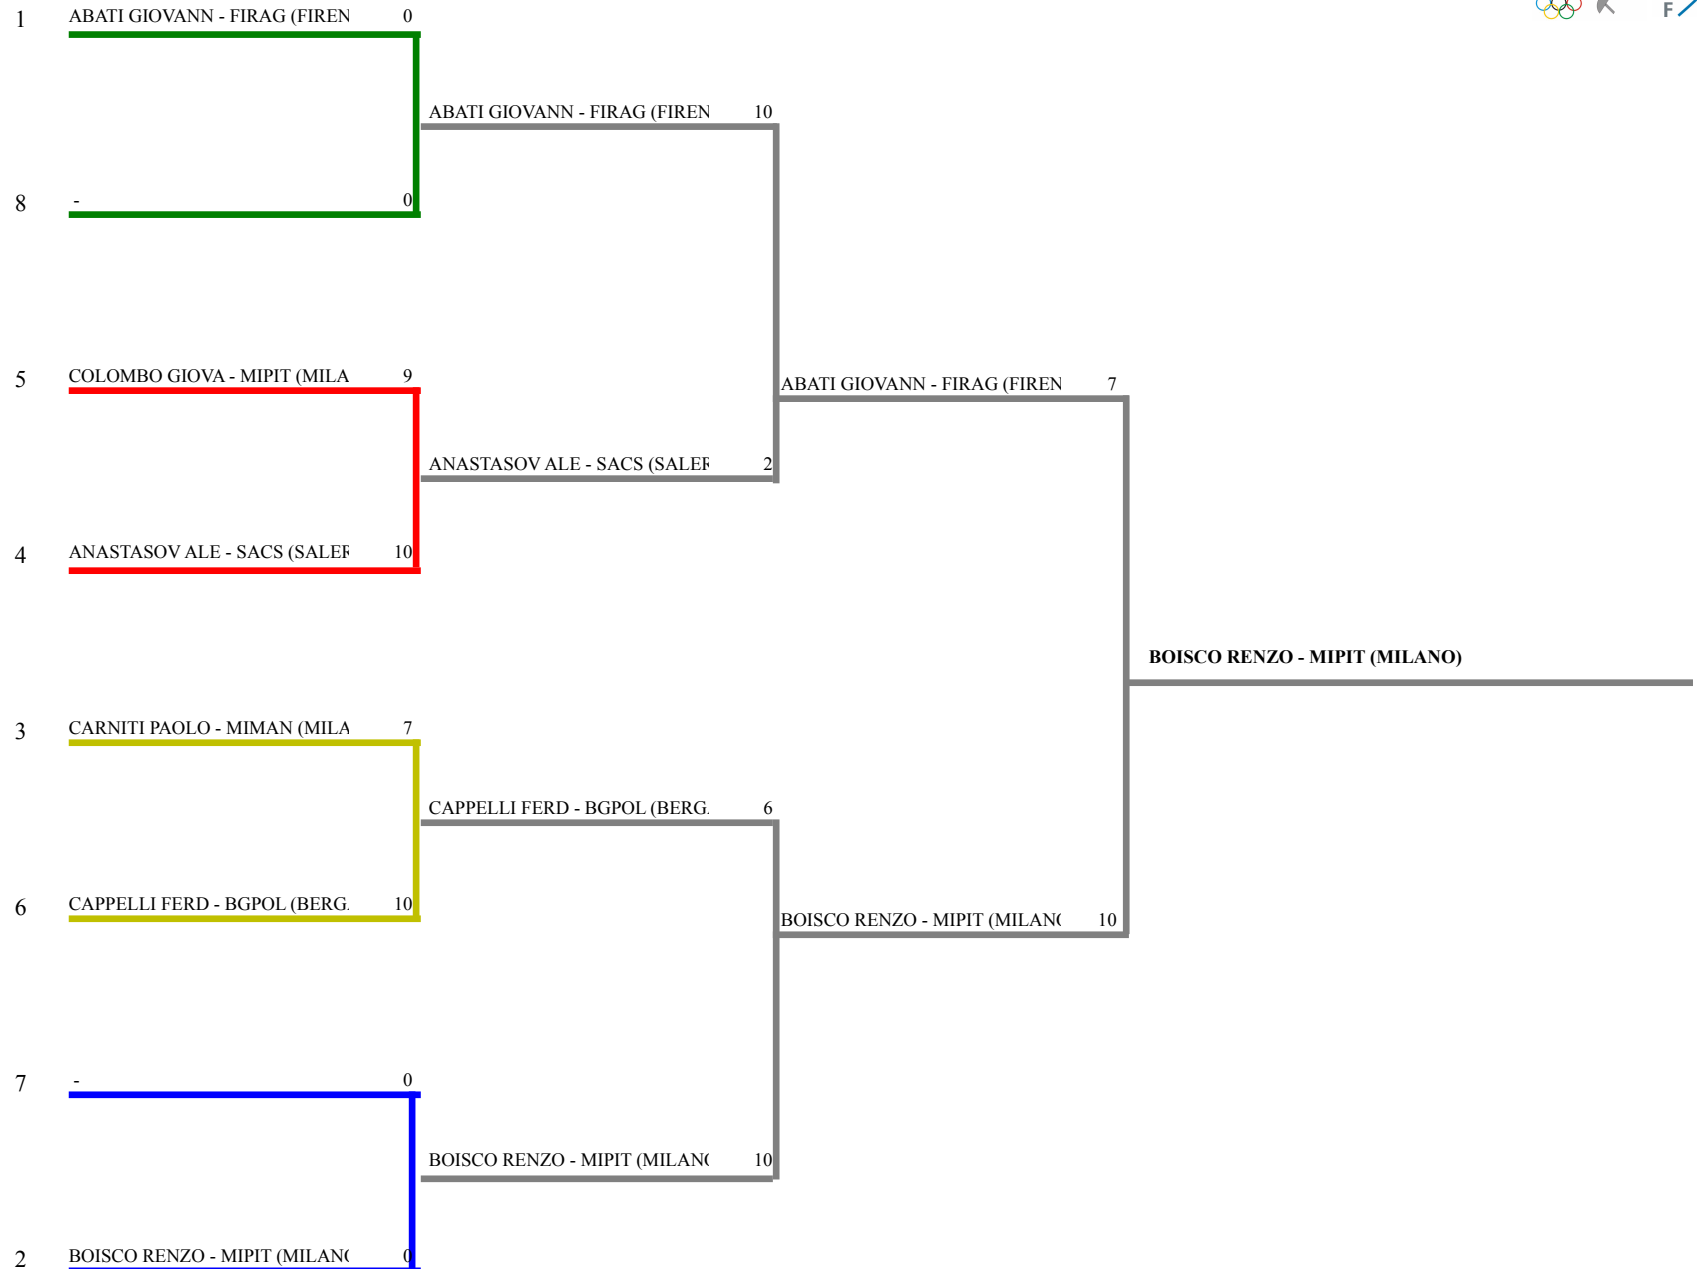 1 ABATI GIOVANN - FIRAG (FIREN 0
F
ABATI GIOVANN - FIRAG (FIREN 10
8 - 0
5 COLOMBO GIOVA - MIPIT (MILA 9
ABATI GIOVANN - FIRAG (FIREN 7
ANASTASOV ALE - SACS (SALER 2
4 ANASTASOV ALE - SACS (SALER 10
BOISCO RENZO - MIPIT (MILANO)
3 CARNITI PAOLO - MIMAN (MILA 7
CAPPELLI FERD - BGPOL (BERG. 6
6 CAPPELLI FERD - BGPOL (BERG. 10
BOISCO RENZO - MIPIT (MILANO 10
7 - 0
BOISCO RENZO - MIPIT (MILANO 10
2 BOISCO RENZO - MIPIT (MILANO 0